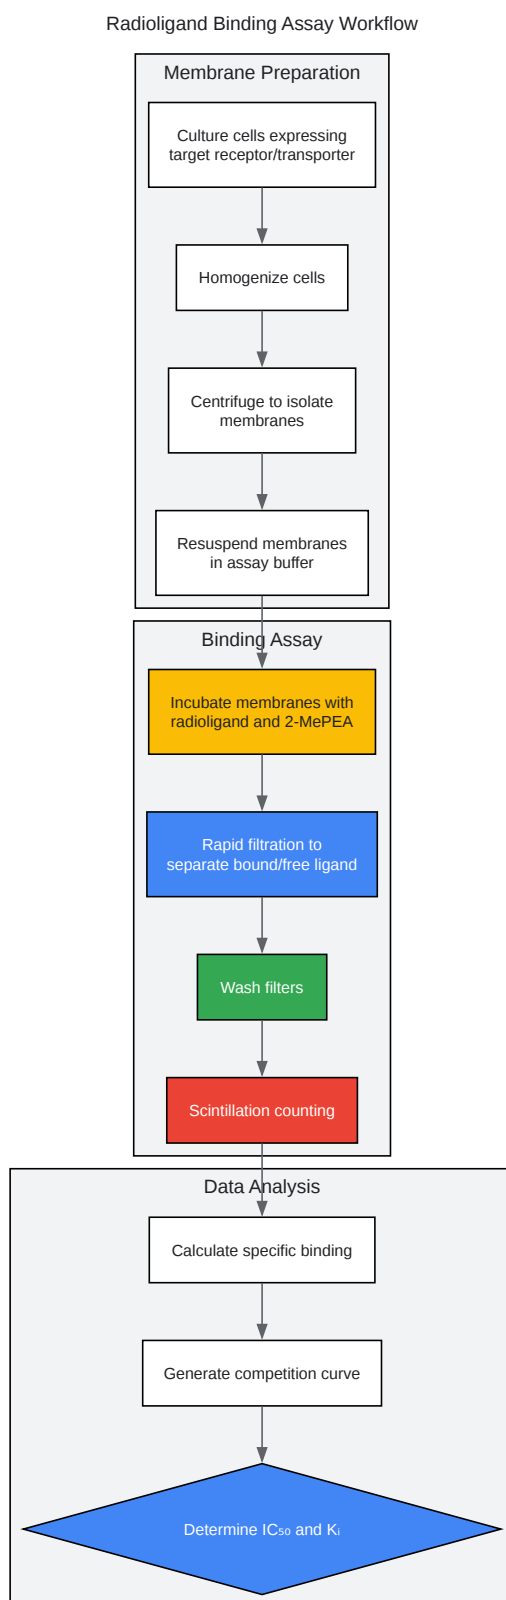 Radioligand Binding Assay Workflow
Membrane Preparation
Culture cells expressing
target receptor/transporter
Homogenize cells
Centrifuge to isolate
membranes
Resuspend membranes
in assay buffer
Binding Assay
Incubate membranes with
radioligand and 2-MePEA
Rapid filtration to
separate bound/free ligand
Wash filters
Scintillation counting
Data Analysis
Calculate specific binding
Generate competition curve
Determine IC₅₀ and Kᵢ